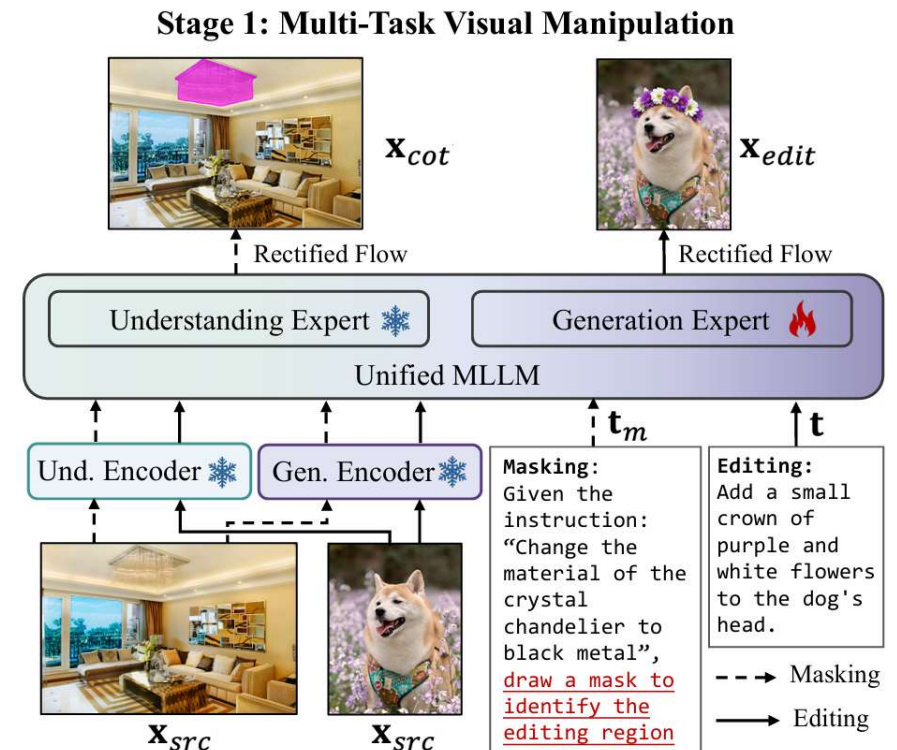 Stage 1: Multi-Task Visual Manipulation
x_cot
x_edit
Rectified Flow
Rectified Flow
Understanding Expert
Generation Expert
Unified MLLM
t_m
t
Und. Encoder
Gen. Encoder
Masking:
Given the
instruction:
“Change the
material of the
crystal
chandelier to
black metal”,
draw a mask to
identify the
editing region
Editing:
Add a small
crown of
purple and
white flowers
to the dog's
head.
Masking
Editing
x_src
x_src